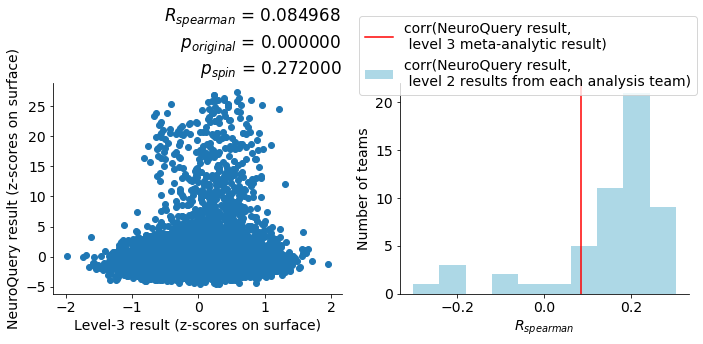 R_spearman = 0.084968
p_original = 0.000000
p_spin = 0.272000
NeuroQuery result (z-scores on surface)
25
20
15
10
5
0
−5
−2
−1
0
1
2
Level-3 result (z-scores on surface)
corr(NeuroQuery result,
level 3 meta-analytic result)
corr(NeuroQuery result,
level 2 results from each analysis team)
Number of teams
20
15
10
5
0
−0.2
0.0
0.2
R_spearman